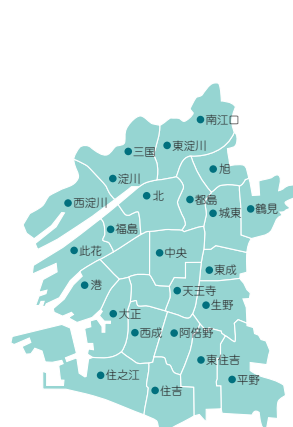 南江口
東淀川
三国
旭
淀川
北
都島
西淀川
城東
鶴見
福島
此花
中央
東成
港
天王寺
生野
大正
西成
阿倍野
東住吉
住之江
平野
住吉